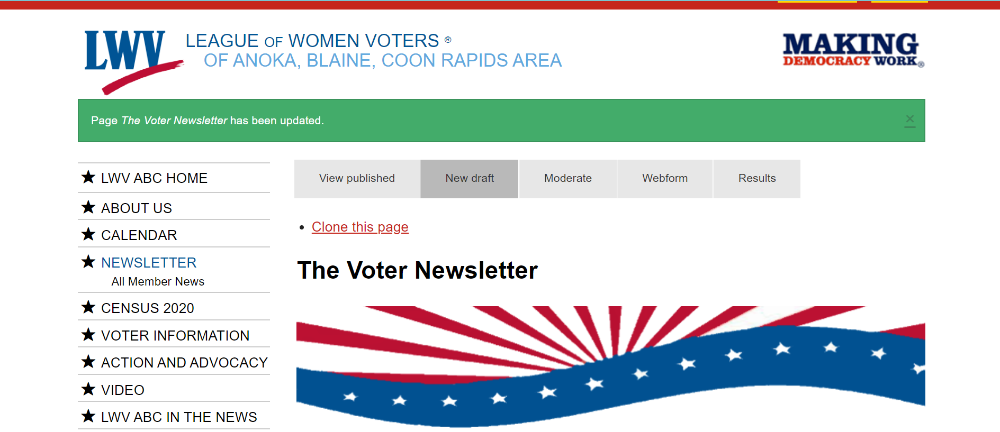 LWV
LEAGUE OF WOMEN VOTERS ®
OF ANOKA, BLAINE, COON RAPIDS AREA
MAKING
DEMOCRACY WORK®
Page The Voter Newsletter has been updated.
×
View published
New draft
Moderate
Webform
Results
LWV ABC HOME
ABOUT US
CALENDAR
NEWSLETTER
All Member News
CENSUS 2020
VOTER INFORMATION
ACTION AND ADVOCACY
VIDEO
LWV ABC IN THE NEWS
Clone this page
The Voter Newsletter